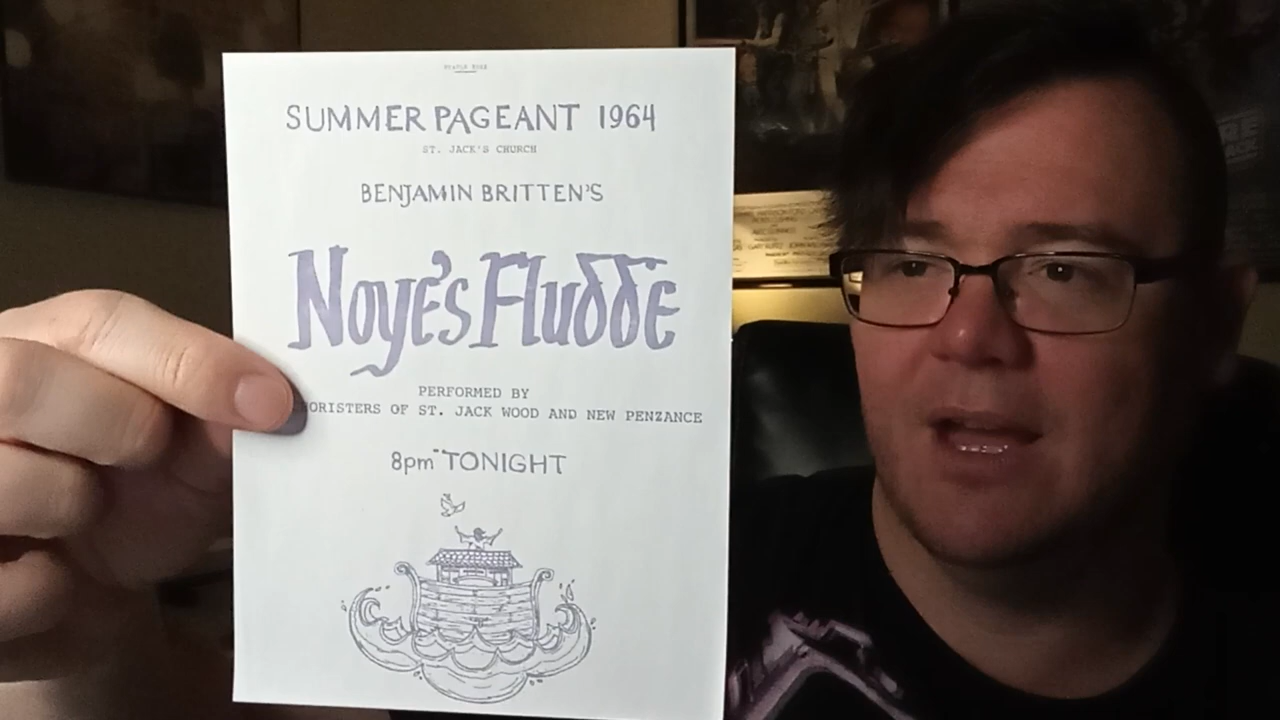 SUMMER PAGEANT 1964
ST. JACK'S CHURCH
BENJAMIN BRITTEN'S
Noye's Fludde
PERFORMED BY
ORISTERS OF ST. JACK WOOD AND NEW PENZANCE
8pm TONIGHT